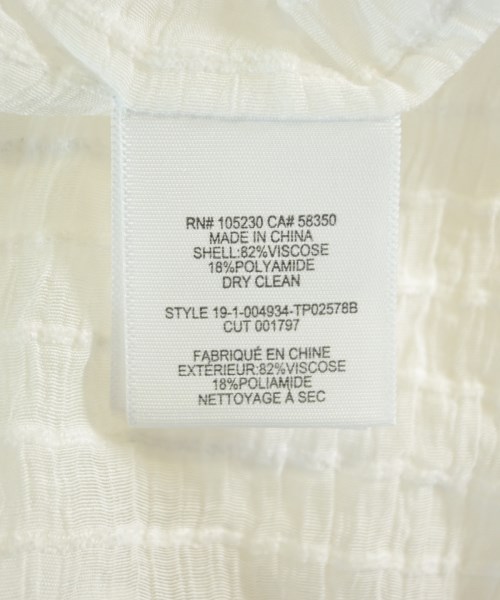 RN# 105230 CA# 58350
MADE IN CHINA
SHELL:82%VISCOSE
18%POLYAMIDE
DRY CLEAN
STYLE 19-1-004934-TP02578B
CUT 001797
FABRIQUÉ EN CHINE
EXTÉRIEUR:82%VISCOSE
18%POLIAMIDE
NETTOYAGE À SEC